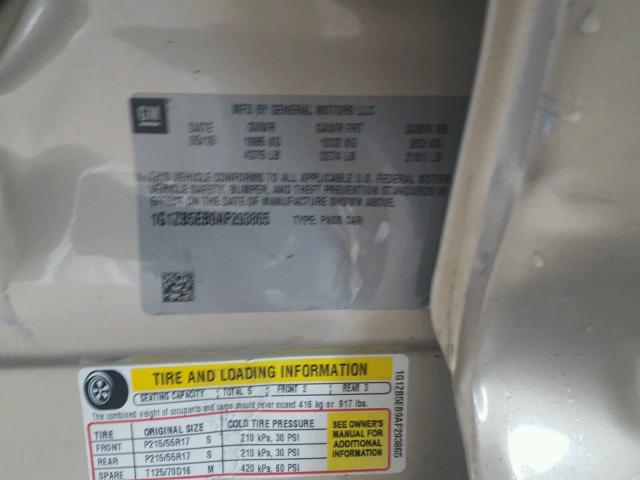 GM
MFG BY GENERAL MOTORS LLC
DATE GVWR GAWR FRT GAWR RR
05/10 1985 KG 1032 KG 953 KG
4375 LB 2274 LB 2101 LB
THIS VEHICLE CONFORMS TO ALL APPLICABLE U.S. FEDERAL MOTOR
VEHICLE SAFETY, BUMPER, AND THEFT PREVENTION STANDARDS IN
EFFECT ON THE DATE OF MANUFACTURE SHOWN ABOVE.
1G1ZB5EB9AF293865 TYPE: PASS CAR
TIRE AND LOADING INFORMATION
SEATING CAPACITY TOTAL 5 FRONT 2 REAR 3
The combined weight of occupants and cargo should never exceed 416 kg or 917 lbs.
TIRE ORIGINAL SIZE COLD TIRE PRESSURE
FRONT P215/55R17 S 210 kPa, 30 PSI
REAR P215/55R17 S 210 kPa, 30 PSI
SPARE T125/70D16 M 420 kPa, 60 PSI
SEE OWNER'S
MANUAL FOR
ADDITIONAL
INFORMATION
1G1ZB5EB9AF293865